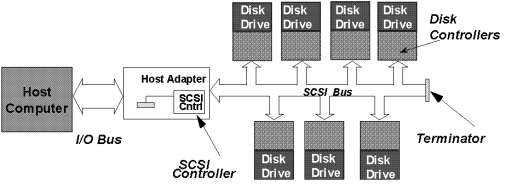 Disk
Drive
Disk
Drive
Disk
Drive
Disk
Drive
Disk
Controllers
Host
Computer
I/O Bus
Host Adapter
SCSI
Cntrl
SCSI
Controller
SCSI Bus
Terminator
Disk
Drive
Disk
Drive
Disk
Drive